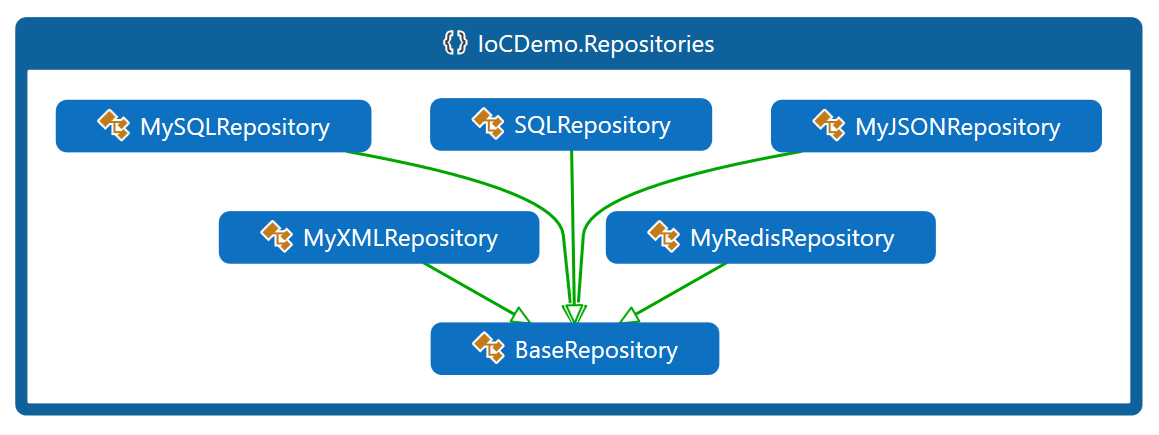 IoCDemo.Repositories
MySQLRepository
SQLRepository
MyJSONRepository
MyXMLRepository
MyRedisRepository
BaseRepository